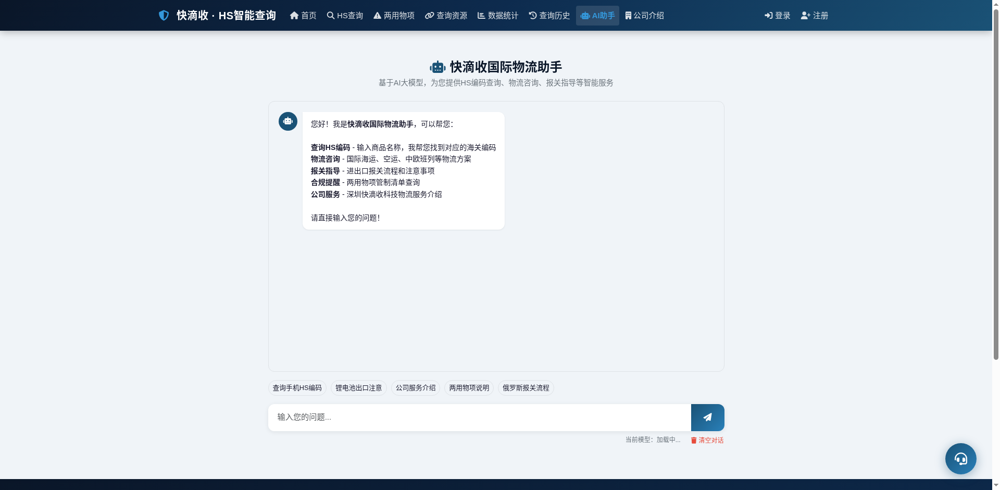 快滴收 · HS智能查询 首页 HS查询 两用物项 查询资源 数据统计 查询历史 AI助手 公司介绍 登录 注册
快滴收国际物流助手
基于AI大模型，为您提供HS编码查询、物流咨询、报关指导等智能服务
您好！我是快滴收国际物流助手，可以帮您：
查询HS编码 - 输入商品名称，我帮您找到对应的海关编码
物流咨询 - 国际海运、空运、中欧班列等物流方案
报关指导 - 进出口报关流程和注意事项
合规提醒 - 两用物项管制清单查询
公司服务 - 深圳快滴收科技物流服务介绍
请直接输入您的问题！
查询手机HS编码 锂电池出口注意 公司服务介绍 两用物项说明 俄罗斯报关流程
输入您的问题...
当前模型：加载中... 清空对话